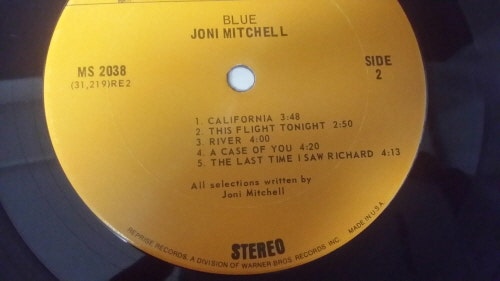 BLUE
JONI MITCHELL
MS 2038
(31,219)RE2
SIDE
2
1. CALIFORNIA 3:48
2. THIS FLIGHT TONIGHT 2:50
3. RIVER 4:00
4. A CASE OF YOU 4:20
5. THE LAST TIME I SAW RICHARD 4:13
All selections written by
Joni Mitchell
STEREO
REPRISE RECORDS, A DIVISION OF WARNER BROS. RECORDS INC. MADE IN U.S.A.